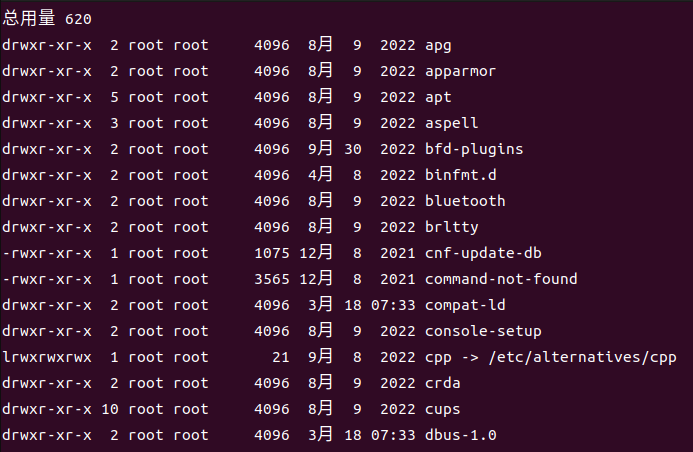 总用量 620
drwxr-xr-x  2 root root     4096  8月  9  2022 apg
drwxr-xr-x  2 root root     4096  8月  9  2022 apparmor
drwxr-xr-x  5 root root     4096  8月  9  2022 apt
drwxr-xr-x  3 root root     4096  8月  9  2022 aspell
drwxr-xr-x  2 root root     4096  9月 30  2022 bfd-plugins
drwxr-xr-x  2 root root     4096  4月  8  2022 binfmt.d
drwxr-xr-x  2 root root     4096  8月  9  2022 bluetooth
drwxr-xr-x  2 root root     4096  8月  9  2022 brltty
-rwxr-xr-x  1 root root     1075 12月  8  2021 cnf-update-db
-rwxr-xr-x  1 root root     3565 12月  8  2021 command-not-found
drwxr-xr-x  2 root root     4096  3月 18 07:33 compat-ld
drwxr-xr-x  2 root root     4096  8月  9  2022 console-setup
lrwxrwxrwx  1 root root       21  9月  8  2022 cpp -> /etc/alternatives/cpp
drwxr-xr-x  2 root root     4096  8月  9  2022 crda
drwxr-xr-x 10 root root     4096  8月  9  2022 cups
drwxr-xr-x  2 root root     4096  3月 18 07:33 dbus-1.0